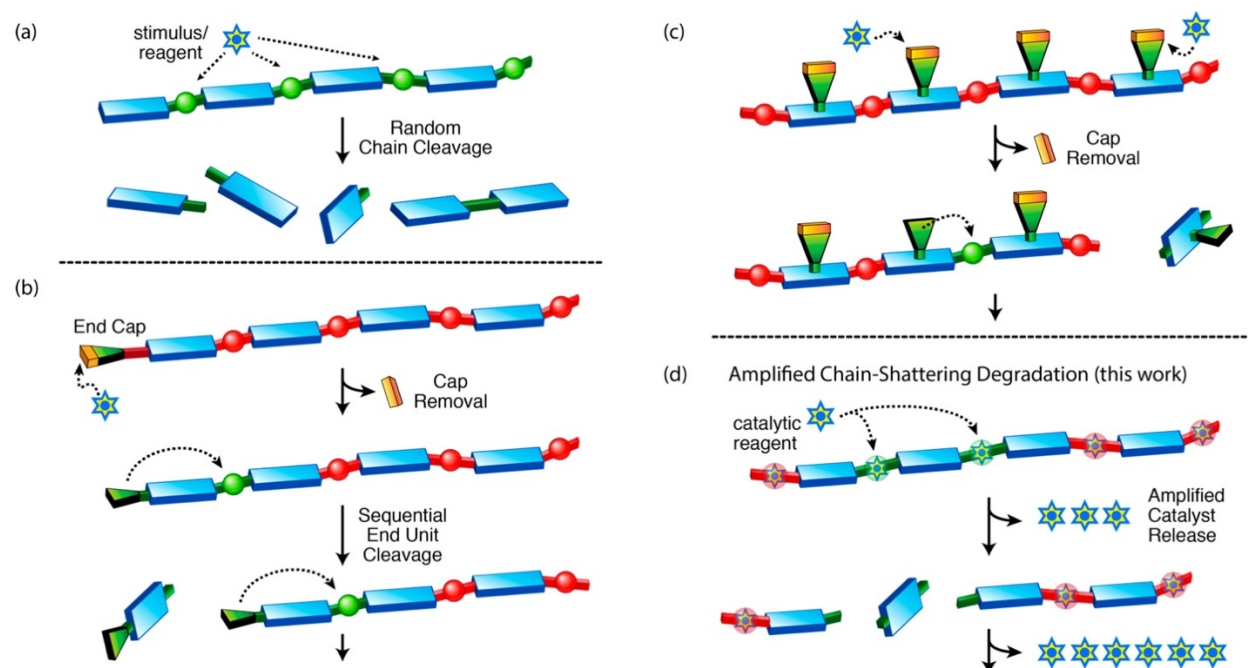 (a)
stimulus/
reagent
Random
Chain Cleavage
(b)
End Cap
Cap
Removal
Sequential
End Unit
Cleavage
(c)
Cap
Removal
(d) Amplified Chain-Shattering Degradation (this work)
catalytic
reagent
Amplified
Catalyst
Release